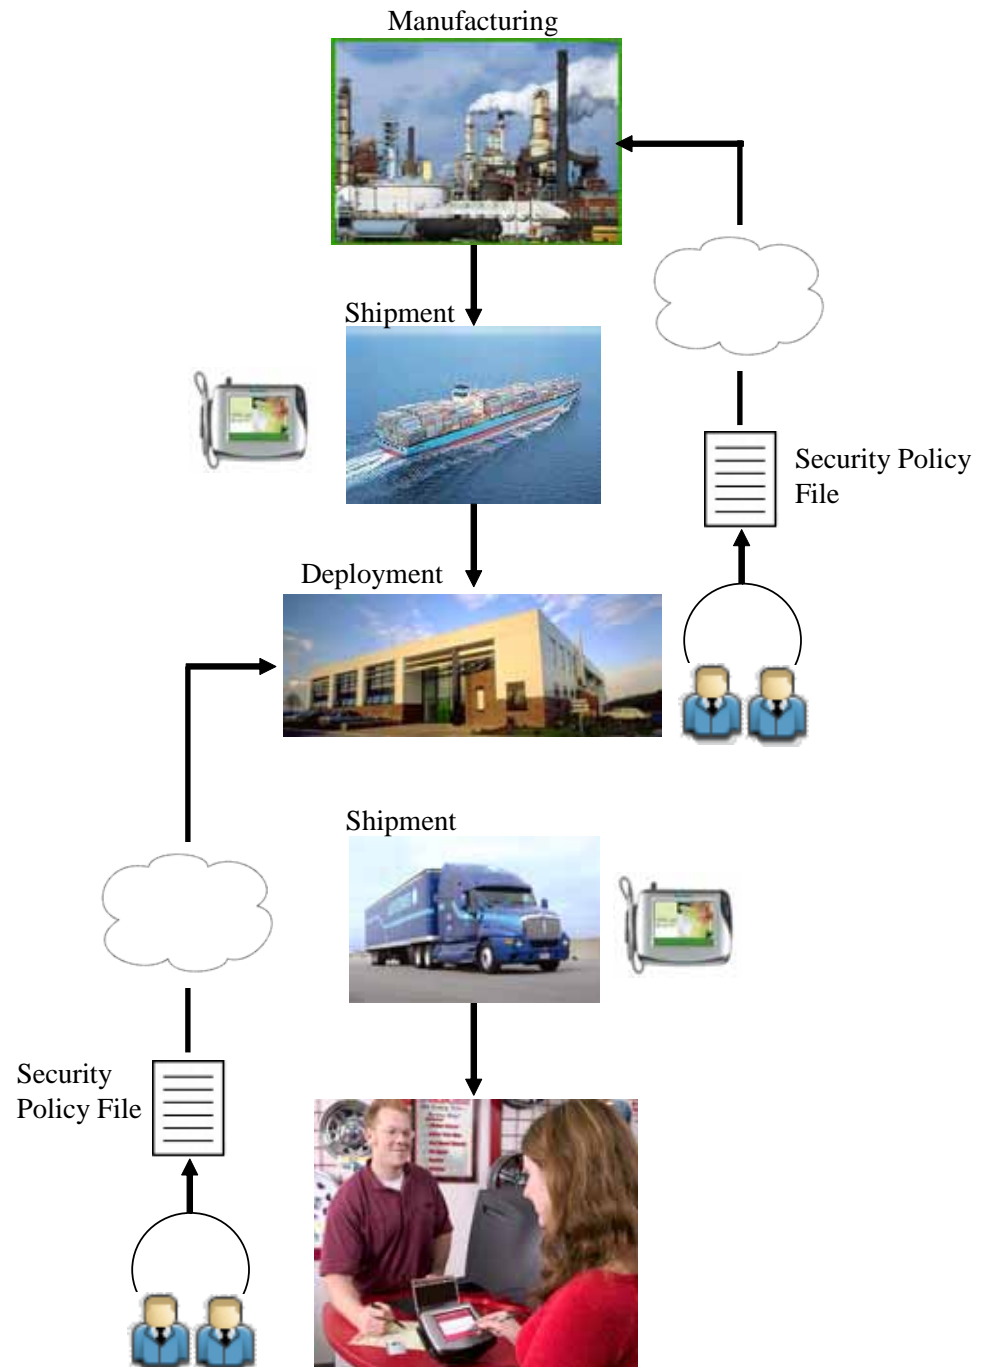 Manufacturing
Shipment
Security Policy
File
Deployment
Shipment
Security
Policy File